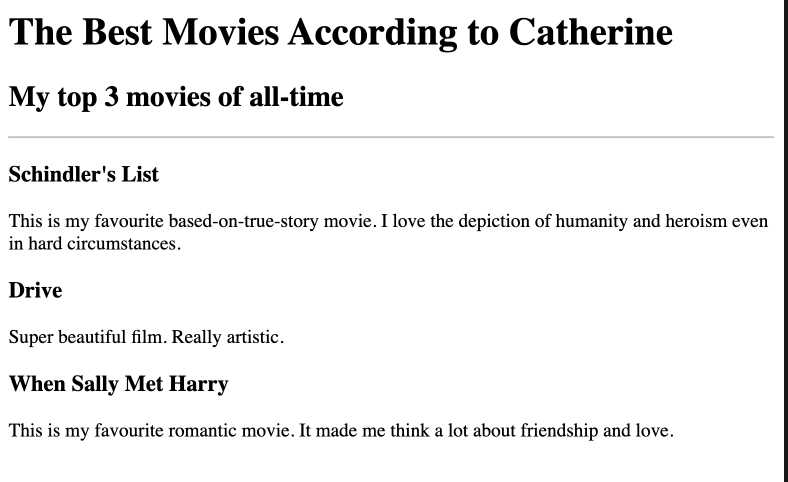 The Best Movies According to Catherine
My top 3 movies of all-time
Schindler's List
This is my favourite based-on-true-story movie. I love the depiction of humanity and heroism even
in hard circumstances.
Drive
Super beautiful film. Really artistic.
When Sally Met Harry
This is my favourite romantic movie. It made me think a lot about friendship and love.